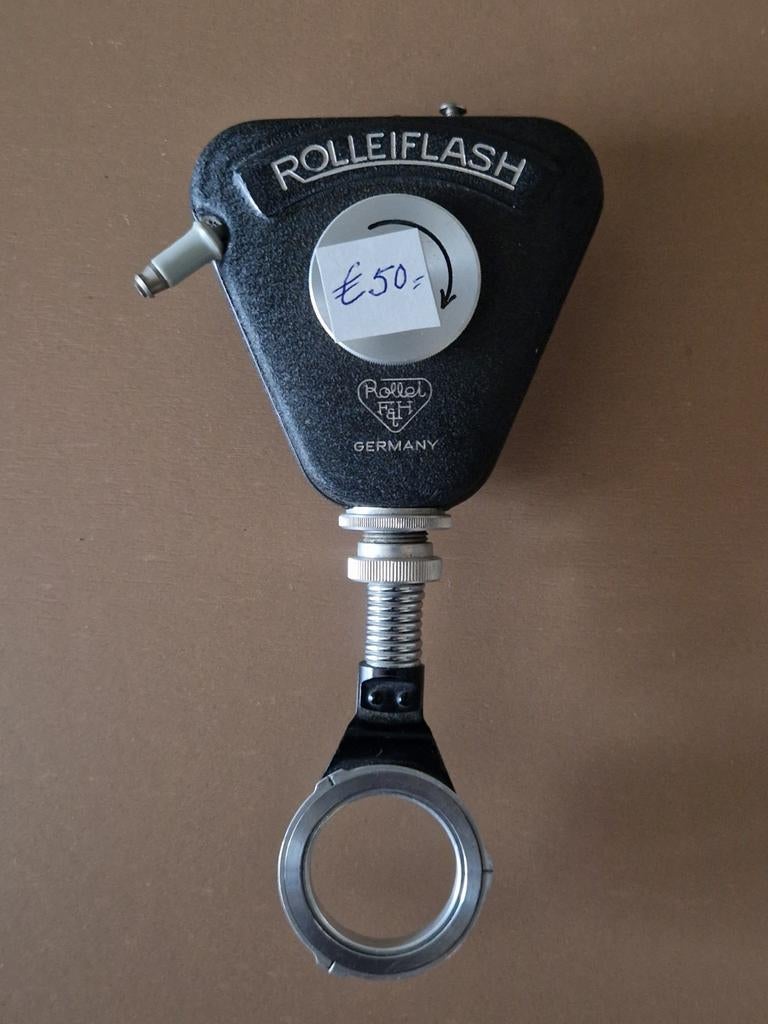 ROLLEIFLASH
€50,=
Rollei
F&H
GERMANY